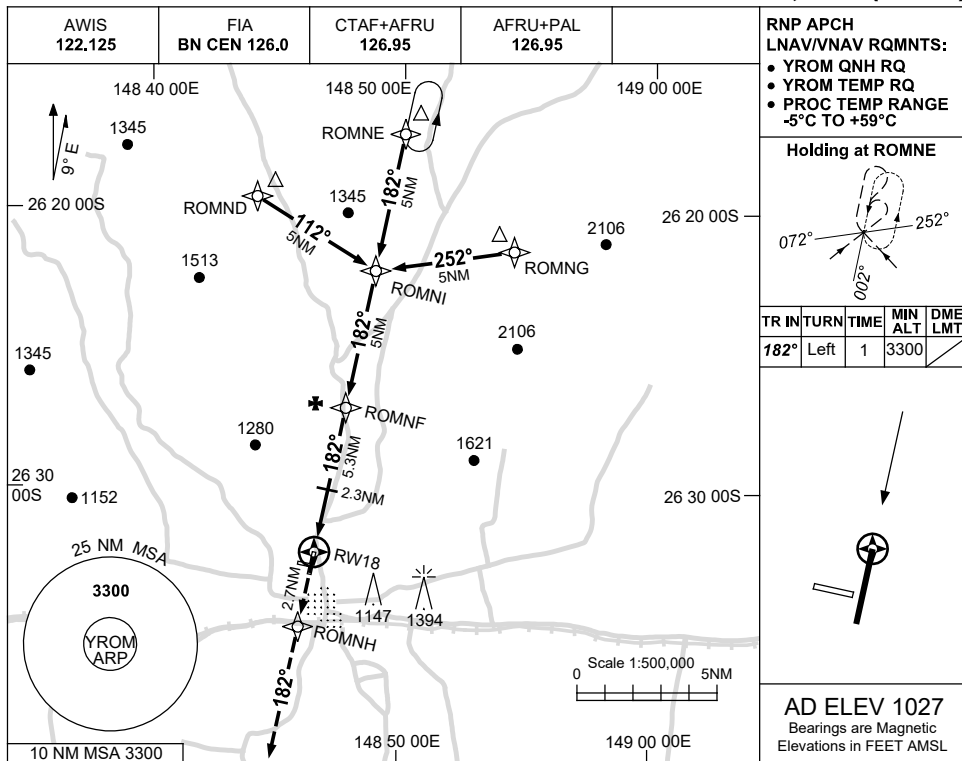 AWIS
122.125
FIA
BN CEN 126.0
CTAF+AFRU
126.95
AFRU+PAL
126.95
RNP APCH
LNAV/VNAV RQMNTS:
• YROM QNH RQ
• YROM TEMP RQ
• PROC TEMP RANGE
-5°C TO +59°C
148 40 00E
148 50 00E
149 00 00E
9° E
1345
ROMNE
182°
5NM
26 20 00S
ROMND
1345
112°
5NM
2106
26 20 00S
252°
5NM
ROMNG
1513
ROMNI
182°
5NM
2106
1345
ROMNF
1280
182°
5.3NM
1621
26 30
00S
1152
2.3NM
26 30 00S
25 NM MSA
3300
YROM
ARP
10 NM MSA 3300
RW18
2.7NM
1147
1394
ROMNH
182°
Scale 1:500,000
0
5NM
148 50 00E
149 00 00E
Holding at ROMNE
072°
252°
002°
TR IN
TURN
TIME
MIN
ALT
DME
LMT
182°
Left
1
3300
AD ELEV 1027
Bearings are Magnetic
Elevations in FEET AMSL